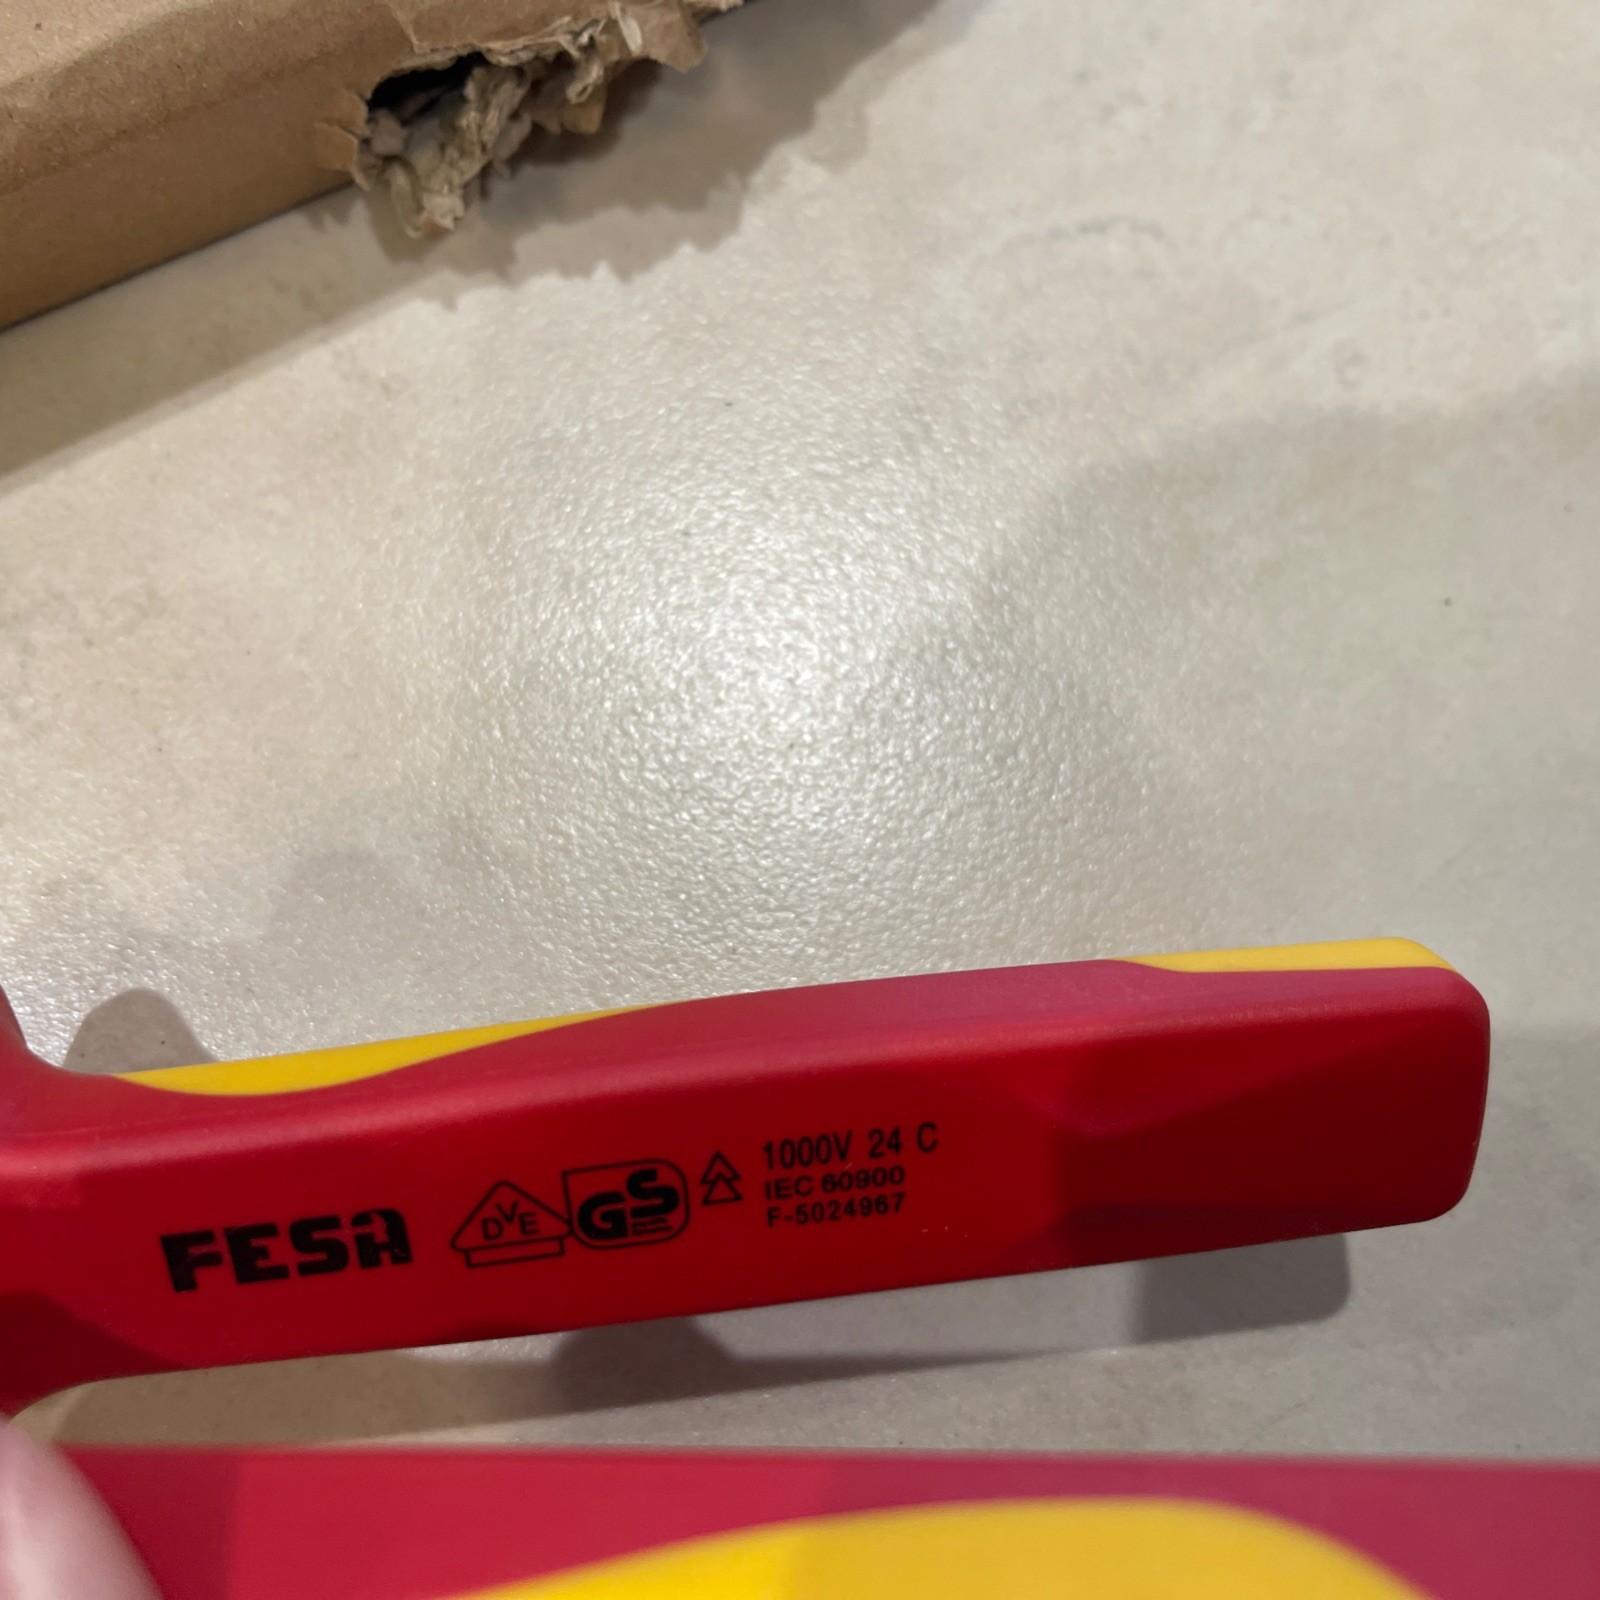 FESA
DVE
GS
1000V 24 C
IEC 60900
F-5024967